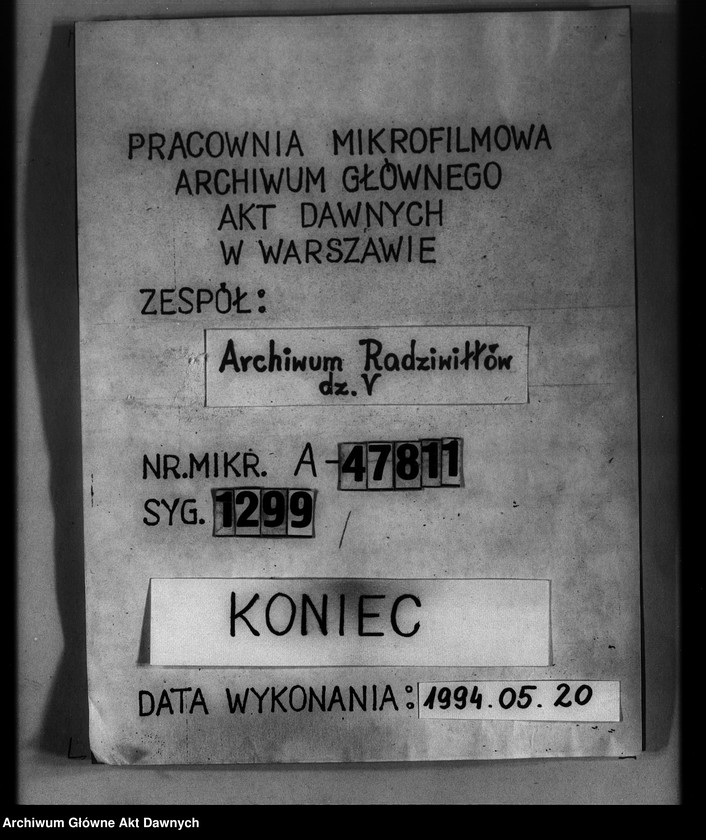 PRACOWNIA MIKROFILMOWA
ARCHIWUM GŁÓWNEGO
AKT DAWNYCH
W WARSZAWIE
ZESPÓŁ:
Archiwum Radziwiłłów
dz. V
NR. MIKR. A-47811
SYG. 1299
KONIEC
DATA WYKONANIA: 1994.05.20
Archiwum Główne Akt Dawnych